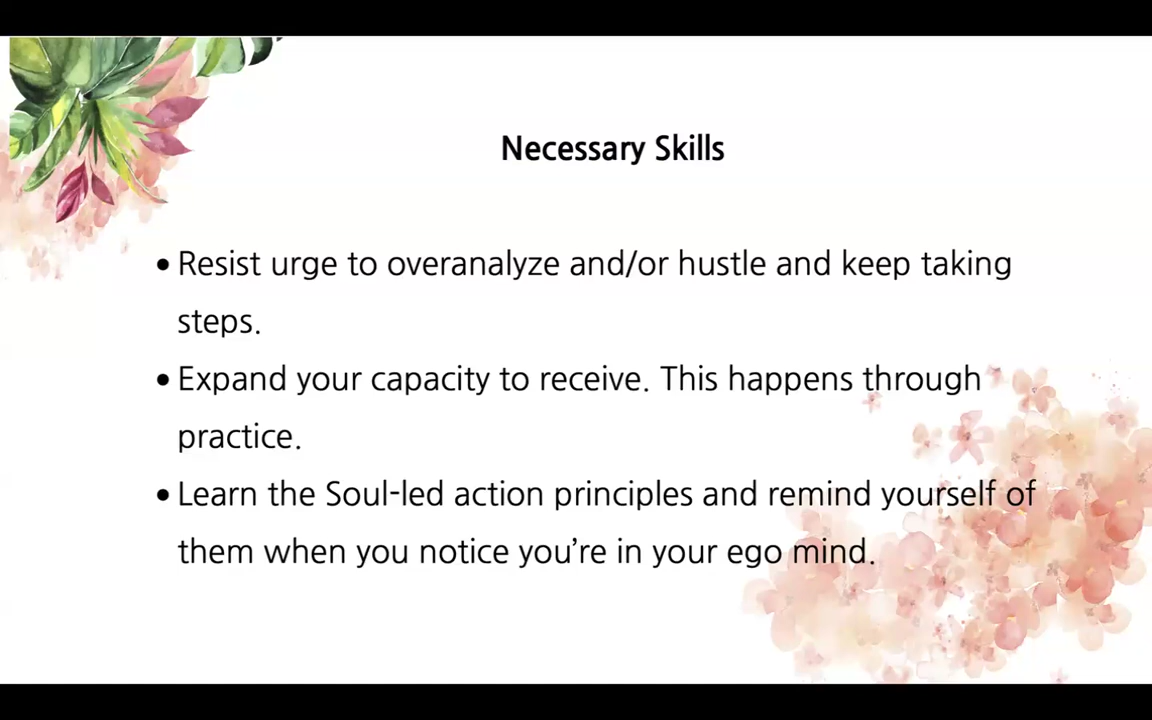 Necessary Skills
• Resist urge to overanalyze and/or hustle and keep taking
steps.
• Expand your capacity to receive. This happens through
practice.
• Learn the Soul-led action principles and remind yourself of
them when you notice you’re in your ego mind.